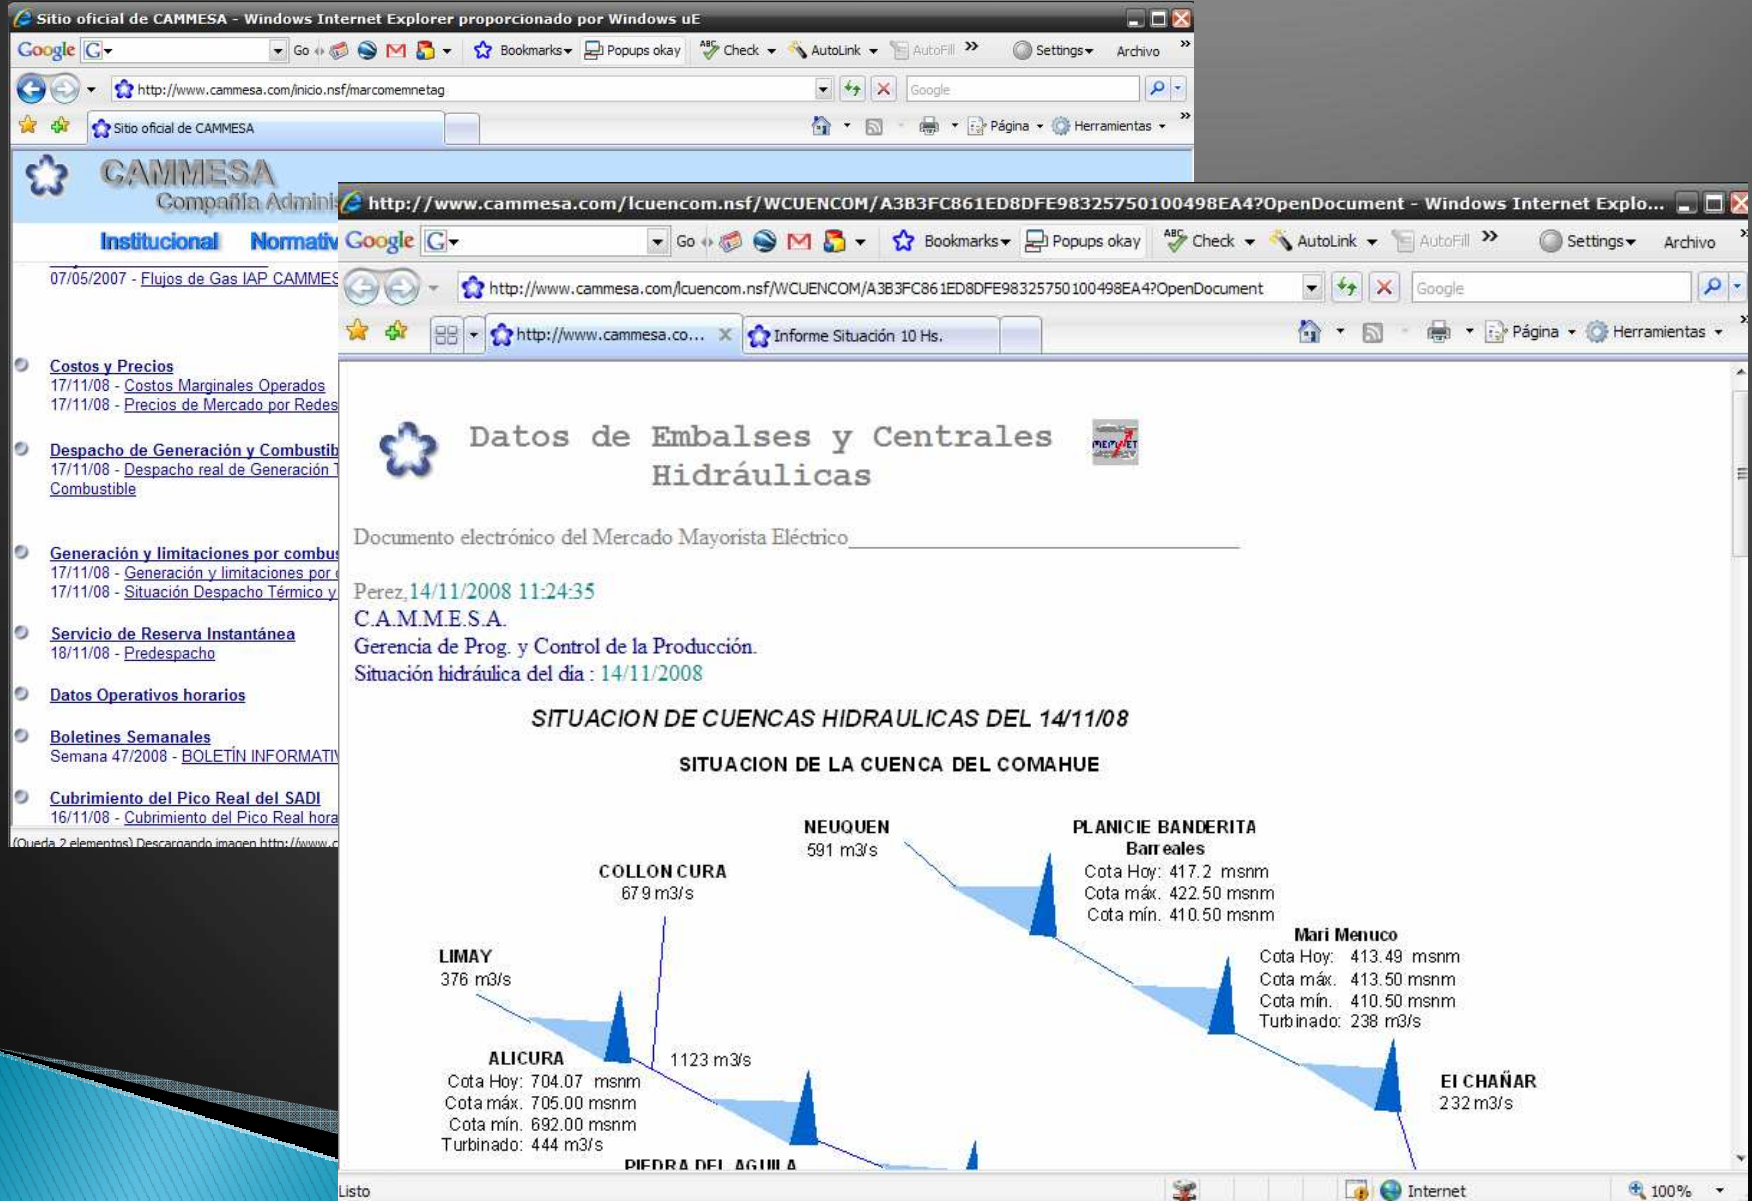 Sitio oficial de CAMMESA - Windows Internet Explorer proporcionado por Windows uE
Google G Go Bookmarks Popups okay ABC Check AutoLink AutoFill » Settings Archivo »
http://www.cammesa.com/inicio.nsf/marcomemnetag Google
Sitio oficial de CAMMESA Página Herramientas »
CAMMESA
Compañía
Institucional
07/05/2007 - Flujos de Gas IAP
Costos y Precios
17/11/08 - Costos Marginales Operados
17/11/08 - Precios de Mercado por Redes
Despacho de Generación y
17/11/08 - Despacho real de Generación
Combustible
Generación y limitaciones por
17/11/08 - Generación y limitaciones por
17/11/08 - Situación Despacho Térmico y
Servicio de Reserva Instantánea
18/11/08 - Predespacho
Datos Operativos horarios
Boletines Semanales
Semana 47/2008 - BOLETÍN
Cubrimiento del Pico Real del SADI
16/11/08 - Cubrimiento del Pico Real
(Queda 2 elementos) Descargando imagen
http://www.cammesa.com/lcuencom.nsf/WCUENCOM/A3B3FC861ED8DFE98325750100498EA4?OpenDocument - Windows Internet Explo...
Google G Go Bookmarks Popups okay ABC Check AutoLink AutoFill » Settings Archivo »
http://www.cammesa.com/lcuencom.nsf/WCUENCOM/A3B3FC861ED8DFE98325750100498EA4?OpenDocument Google
http://www.cammesa.co... Informe Situación 10 Hs. Página Herramientas »
Datos de Embalses y Centrales
Hidráulicas
MEMNET
Documento electrónico del Mercado Mayorista Eléctrico
Perez,14/11/2008 11:24:35
C.A.M.M.E.S.A.
Gerencia de Prog. y Control de la Producción.
Situación hidráulica del día : 14/11/2008
SITUACION DE CUENCAS HIDRAULICAS DEL 14/11/08
SITUACION DE LA CUENCA DEL COMAHUE
NEUQUEN
591 m3/s
PLANICIE BANDERITA
Barreales
Cota Hoy: 417.2 msnm
Cota máx. 422.50 msnm
Cota mín. 410.50 msnm
COLLON CURA
679 m3/s
Mari Menuco
Cota Hoy: 413.49 msnm
Cota máx. 413.50 msnm
Cota mín. 410.50 msnm
Turbinado: 238 m3/s
LIMAY
376 m3/s
ALICURA
Cota Hoy: 704.07 msnm
Cota máx. 705.00 msnm
Cota mín. 692.00 msnm
Turbinado: 444 m3/s
1123 m3/s
El CHAÑAR
232 m3/s
PIEDRA DEL AGUILA
Listo Internet 100%